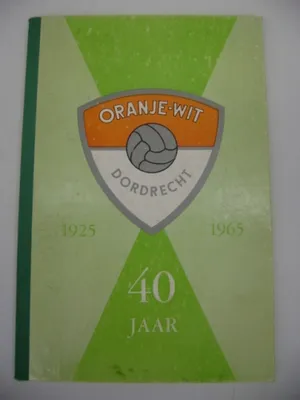 ORANJE-WIT
DORDRECHT
1925 1965
40
JAAR